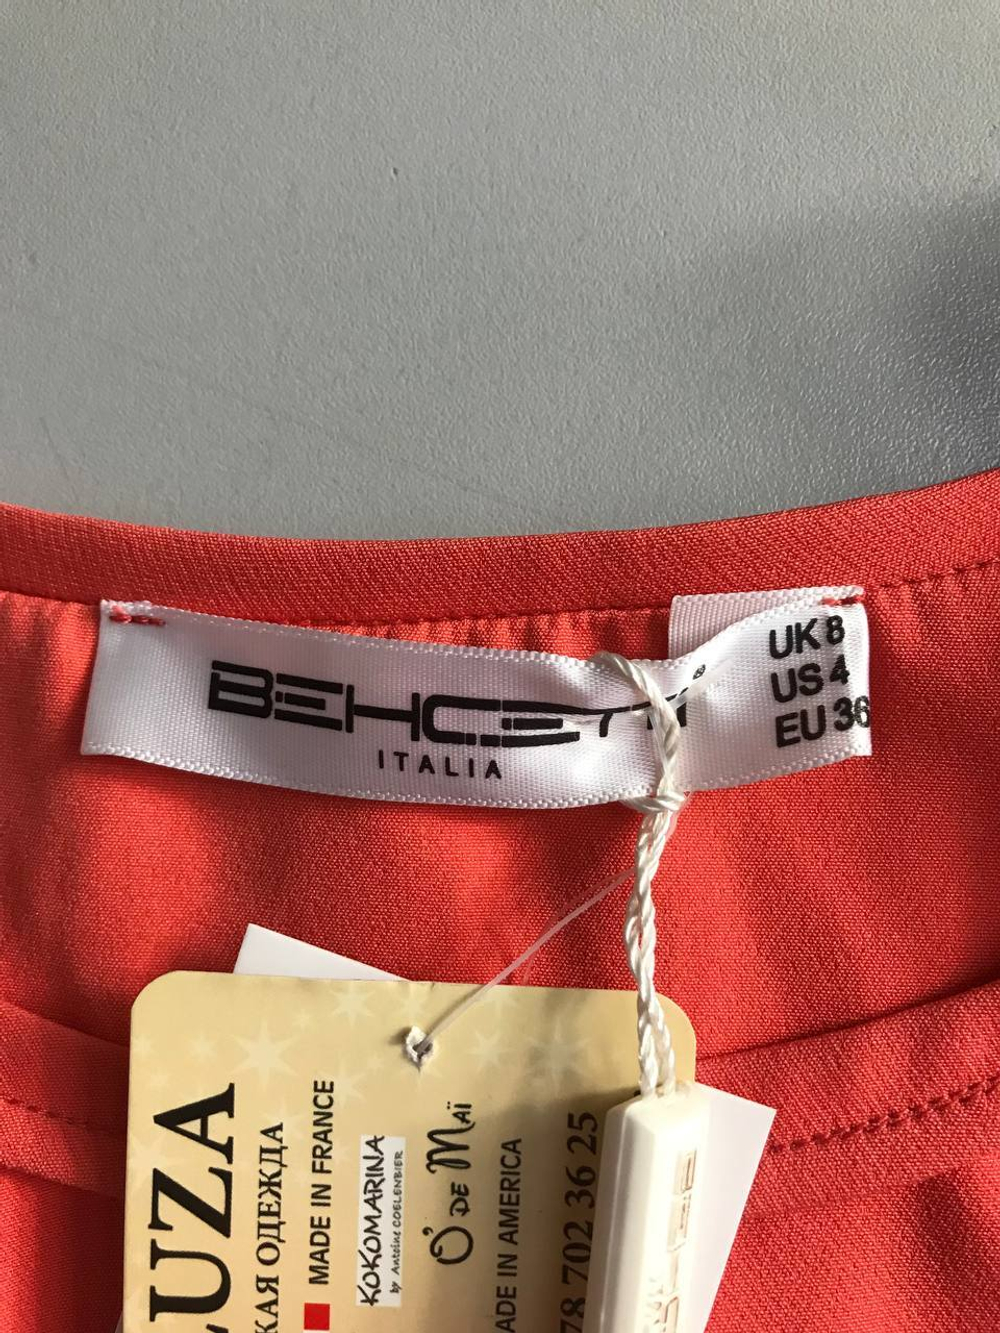 BEHCETTI
ITALIA
UK 8
US 4
EU 36
LUZA
КАЯ ОДЕЖДА
MADE IN FRANCE
KOKOMARINA
by Antoine COELENBIER
O' DE MAÏ
ADE IN AMERICA
78 702 36 25